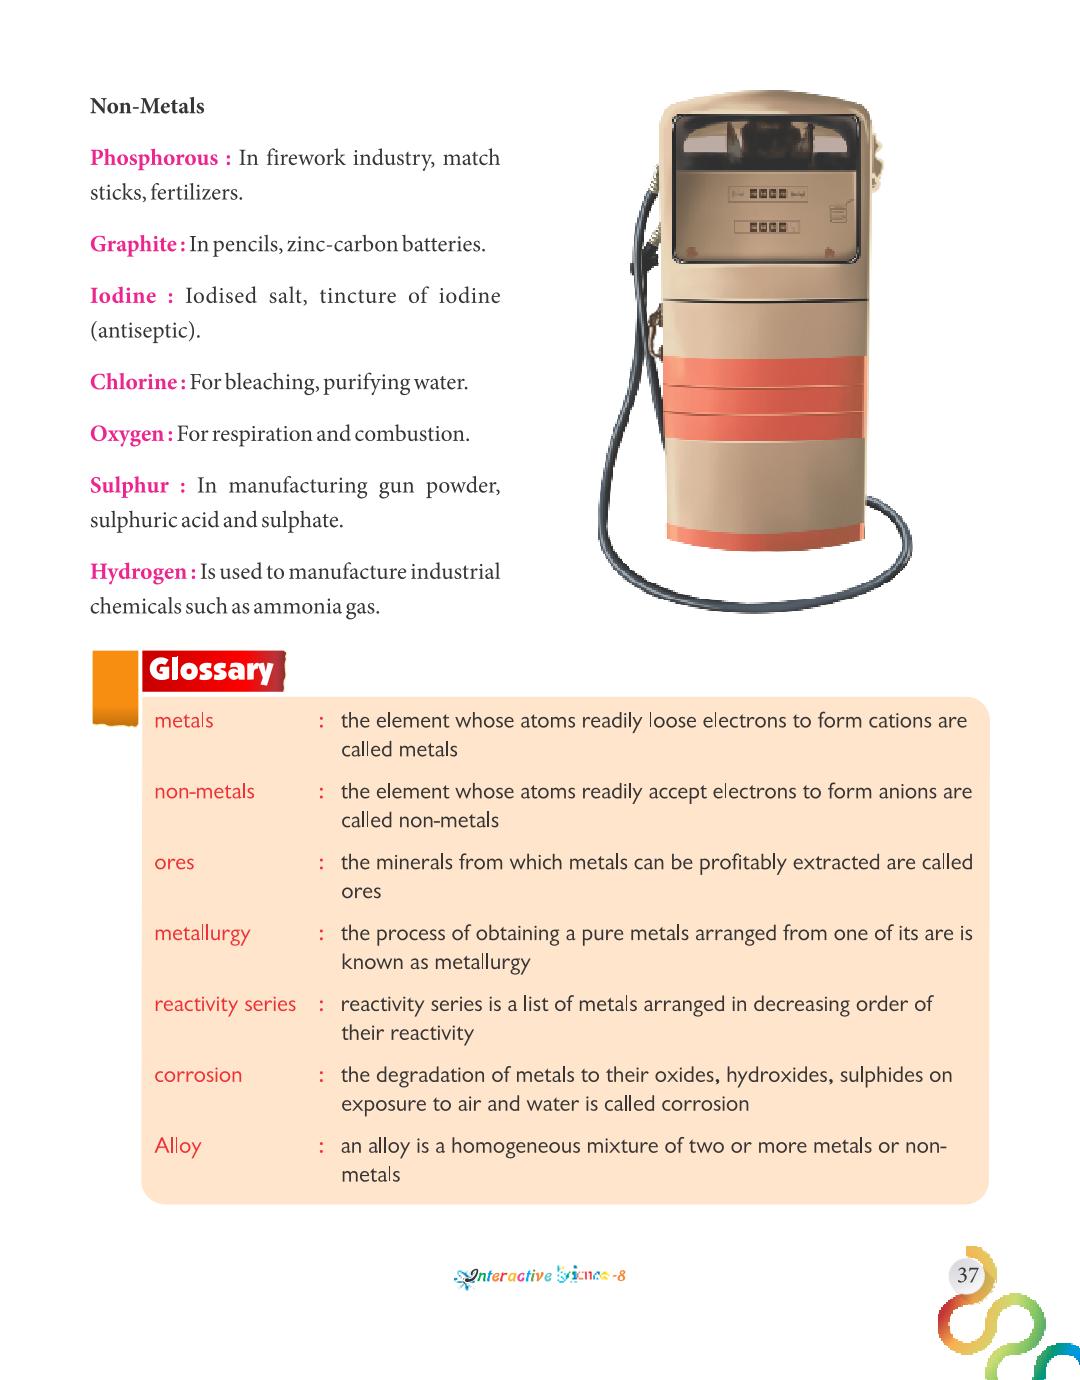 Non-Metals
Phosphorous : In firework industry, match
sticks, fertilizers.
Graphite : In pencils, zinc-carbon batteries.
Iodine : Iodised salt, tincture of iodine
(antiseptic).
Chlorine : For bleaching, purifying water.
Oxygen : For respiration and combustion.
Sulphur : In manufacturing gun powder,
sulphuric acid and sulphate.
Hydrogen : Is used to manufacture industrial
chemicals such as ammonia gas.
Glossary
metals : the element whose atoms readily loose electrons to form cations are
called metals
non-metals : the element whose atoms readily accept electrons to form anions are
called non-metals
ores : the minerals from which metals can be profitably extracted are called
ores
metallurgy : the process of obtaining a pure metals arranged from one of its are is
known as metallurgy
reactivity series : reactivity series is a list of metals arranged in decreasing order of
their reactivity
corrosion : the degradation of metals to their oxides, hydroxides, sulphides on
exposure to air and water is called corrosion
Alloy : an alloy is a homogeneous mixture of two or more metals or non-
metals
Interactive Science-8
37